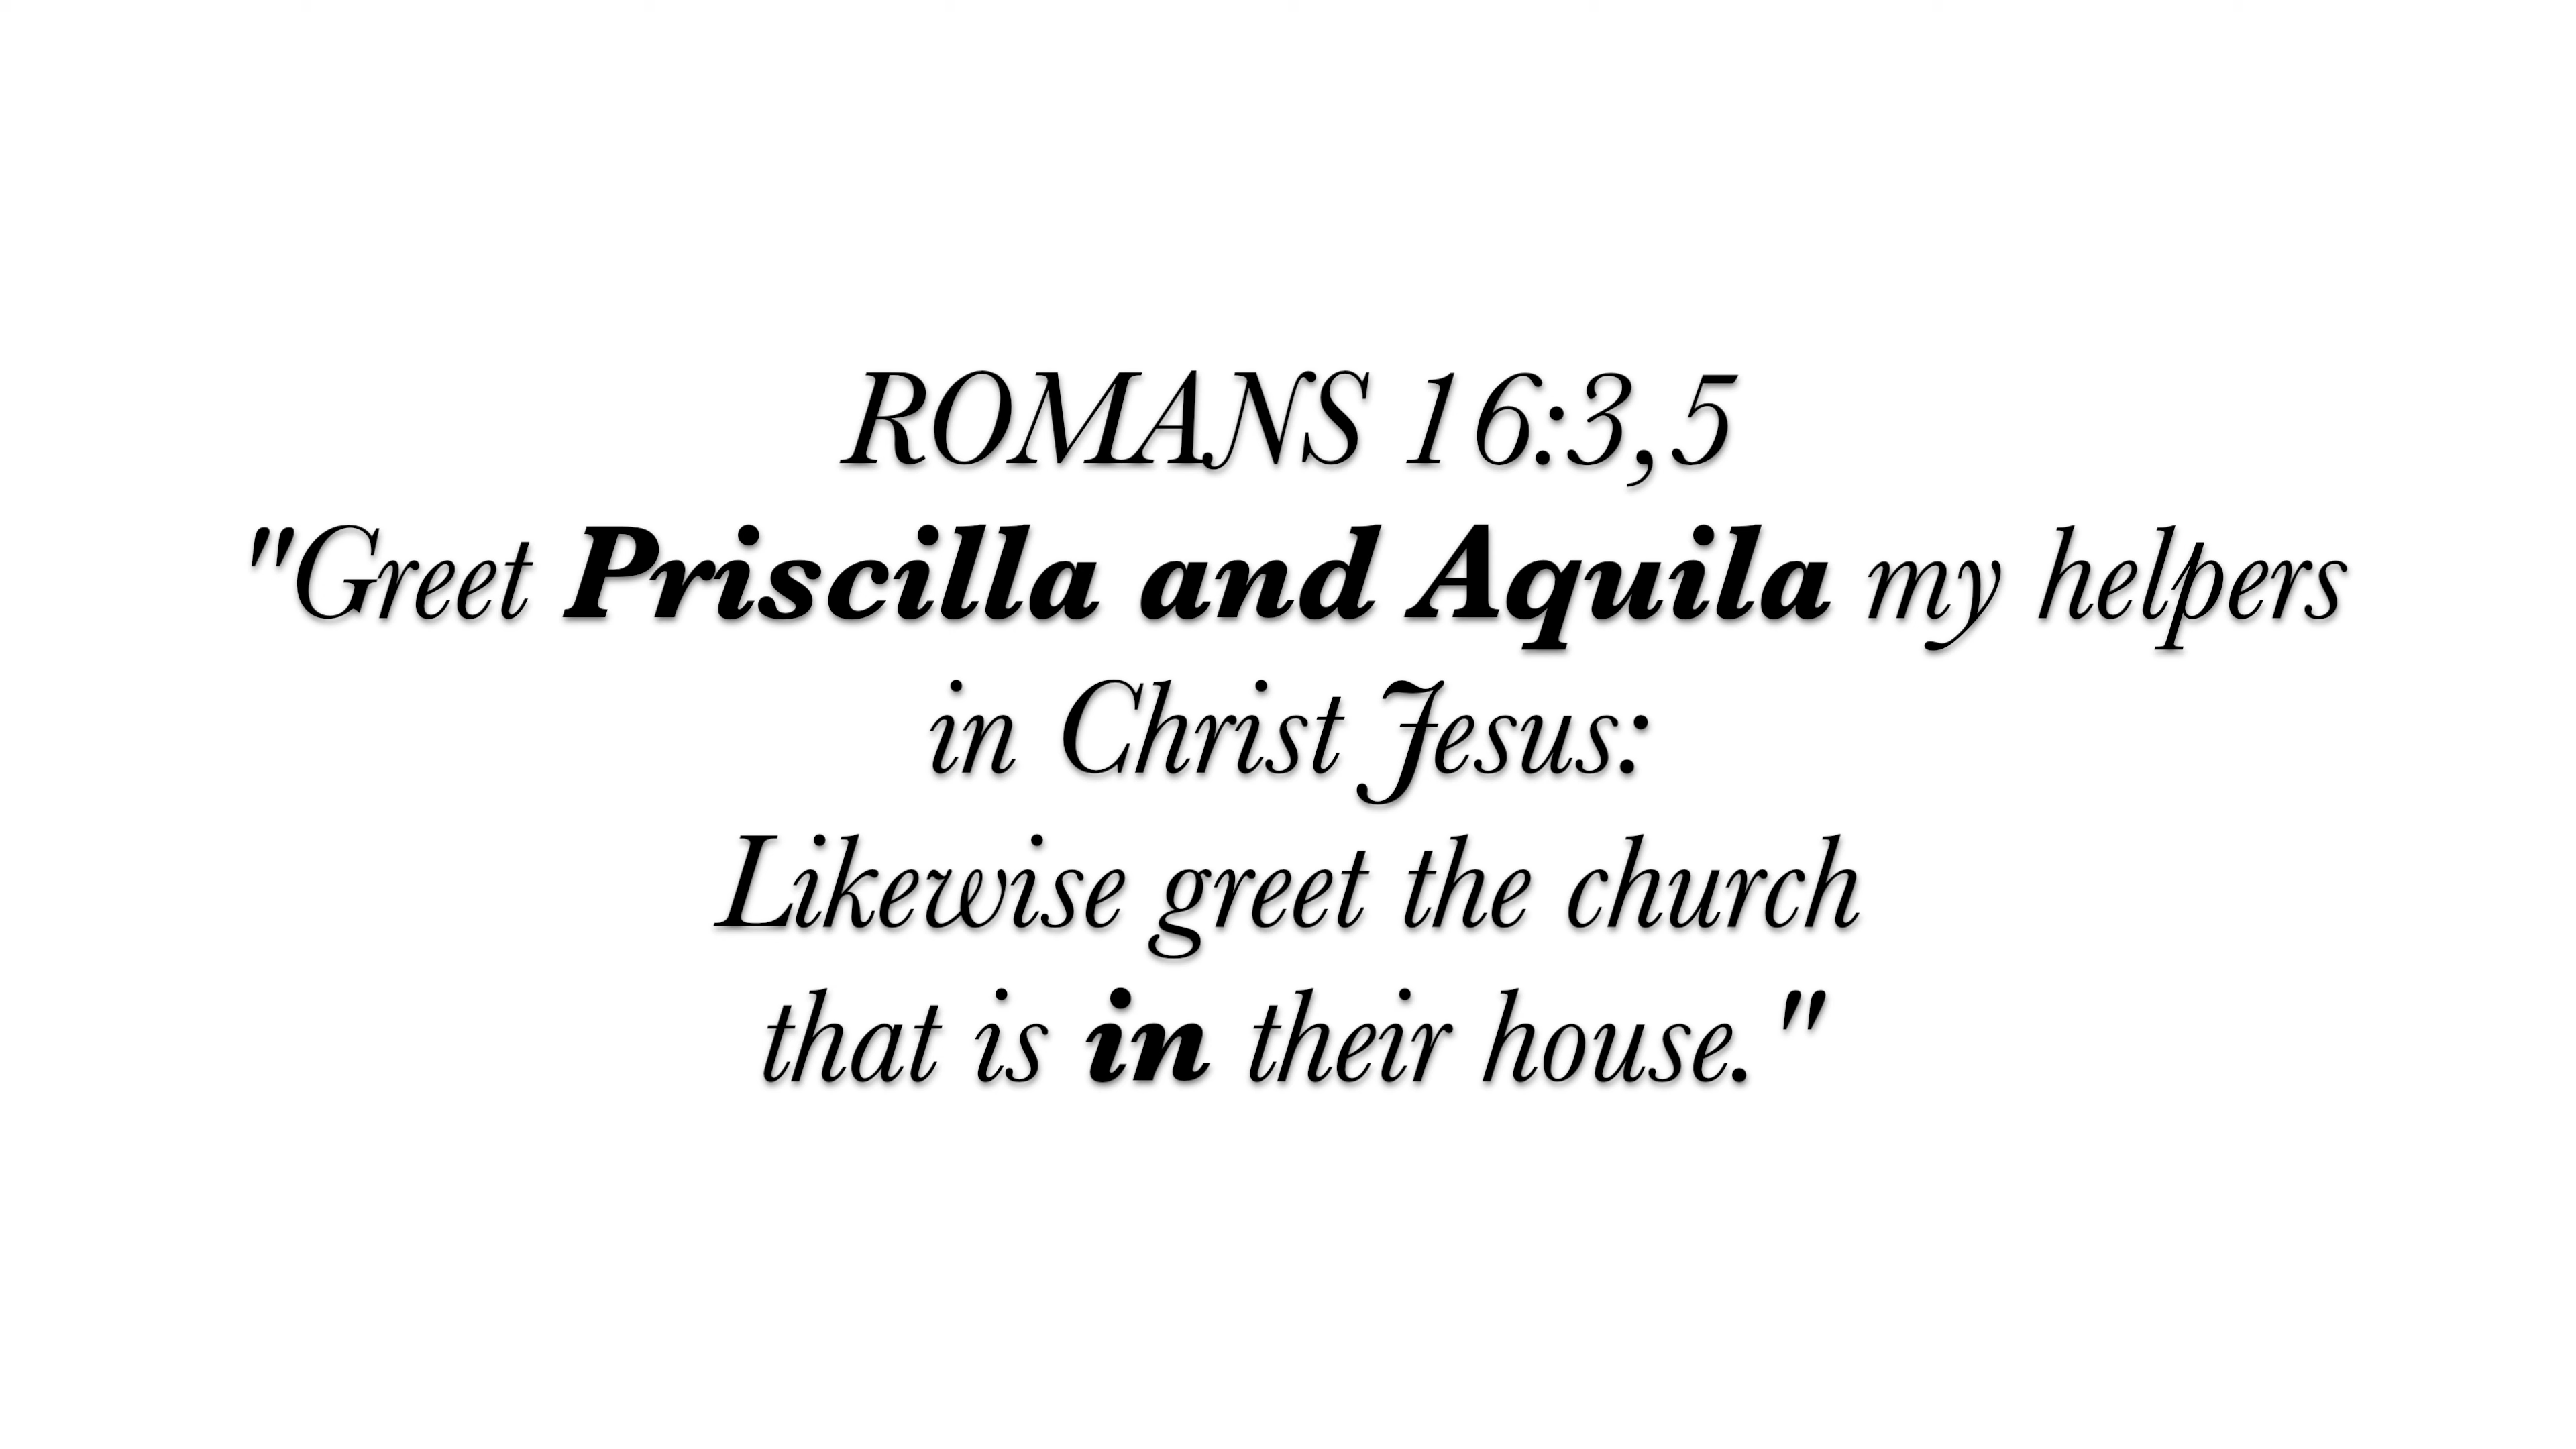 ROMANS 16:3,5
"Greet Priscilla and Aquila my helpers
in Christ Jesus:
Likewise greet the church
that is in their house."